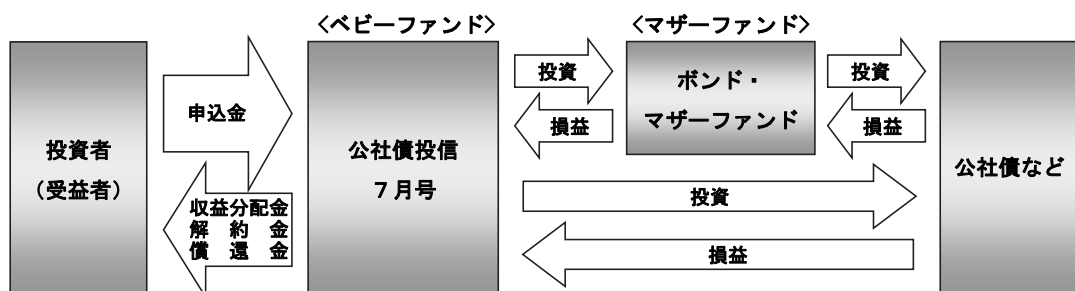 <ベビーファンド>
<マザーファンド>
投資者
（受益者）
申込金
収益分配金
解約金
償還金
公社債投信
７月号
投資
損益
ボンド・
マザーファンド
投資
損益
投資
損益
公社債など